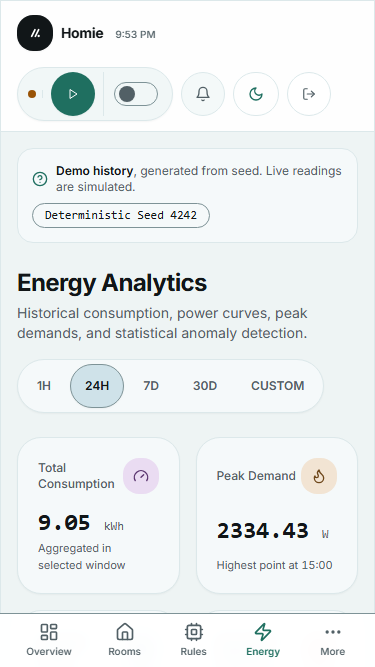 Homie 9:53 PM
Demo history, generated from seed. Live readings
are simulated.
Deterministic Seed 4242
Energy Analytics
Historical consumption, power curves, peak
demands, and statistical anomaly detection.
1H 24H 7D 30D CUSTOM
Total
Consumption
9.05 kWh
Aggregated in
selected window
Peak Demand
2334.43 W
Highest point at 15:00
Overview Rooms Rules Energy More